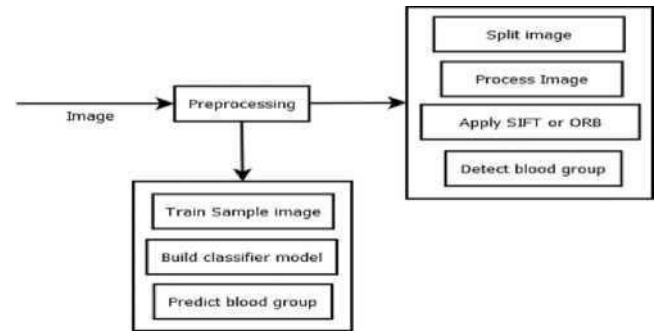 Split image
Process Image
Apply SIFT or ORB
Detect blood group
Image
Preprocessing
Train Sample image
Build classifier model
Predict blood group